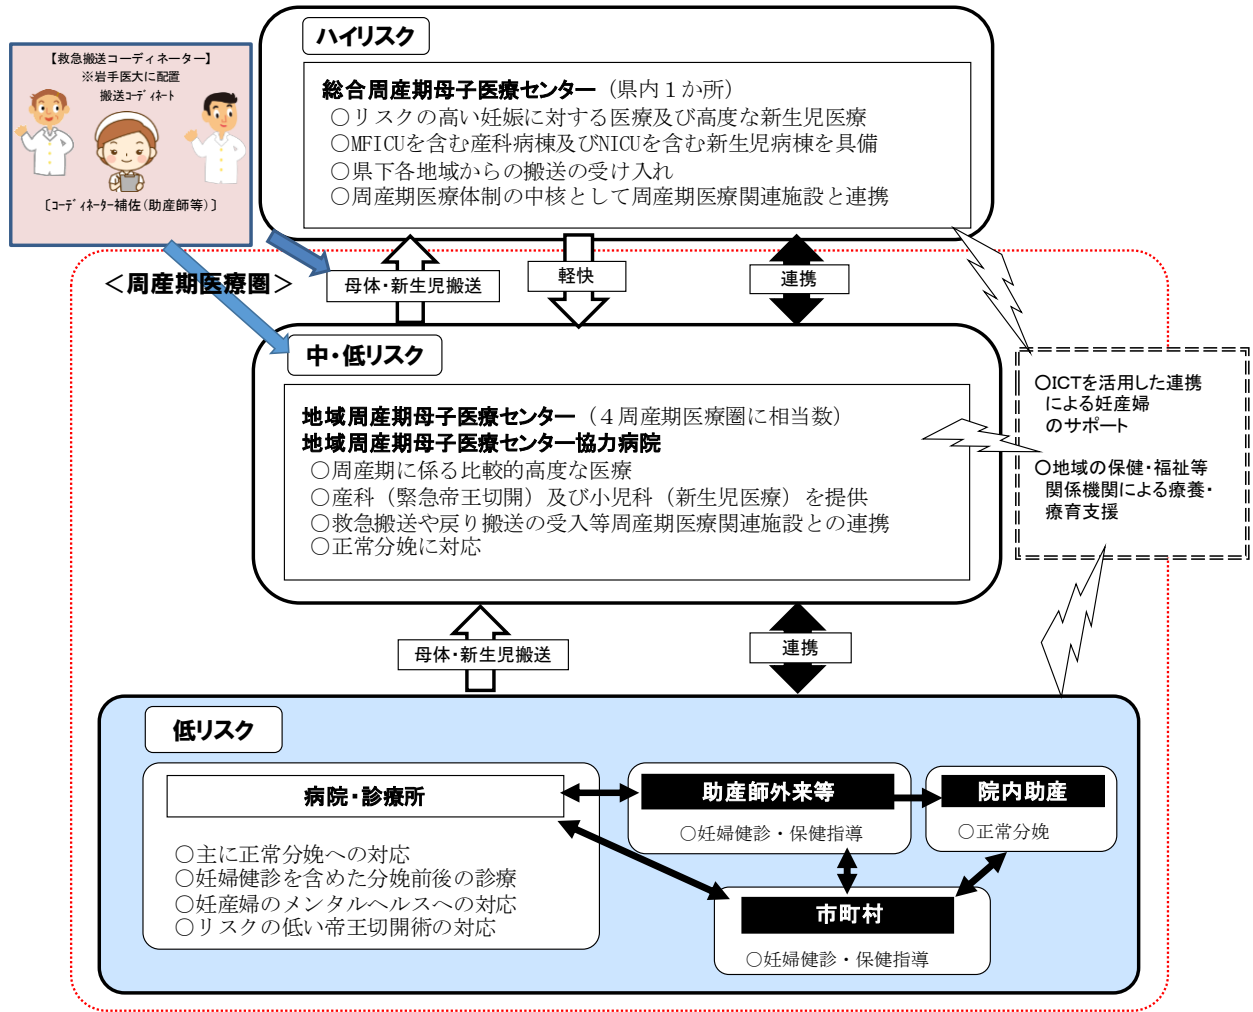 ハイリスク
【救急搬送コーディネーター】
※岩手医大に配置
搬送ｺｰﾃﾞｨﾈｰﾄ
〔ｺｰﾃﾞｨﾈｰﾀｰ補佐(助産師等)〕
総合周産期母子医療センター（県内１か所）
○リスクの高い妊娠に対する医療及び高度な新生児医療
○MFICUを含む産科病棟及びNICUを含む新生児病棟を具備
○県下各地域からの搬送の受け入れ
○周産期医療体制の中核として周産期医療関連施設と連携
＜周産期医療圏＞
母体・新生児搬送
軽快
連携
中・低リスク
地域周産期母子医療センター（４周産期医療圏に相当数）
地域周産期母子医療センター協力病院
○周産期に係る比較的高度な医療
○産科（緊急帝王切開）及び小児科（新生児医療）を提供
○救急搬送や戻り搬送の受入等周産期医療関連施設との連携
○正常分娩に対応
○ICTを活用した連携
による妊産婦
のサポート
○地域の保健・福祉等
関係機関による療養・
療育支援
母体・新生児搬送
連携
低リスク
病院・診療所
○主に正常分娩への対応
○妊婦健診を含めた分娩前後の診療
○妊産婦のメンタルヘルスへの対応
○リスクの低い帝王切開術の対応
助産師外来等
○妊婦健診・保健指導
院内助産
○正常分娩
市町村
○妊婦健診・保健指導